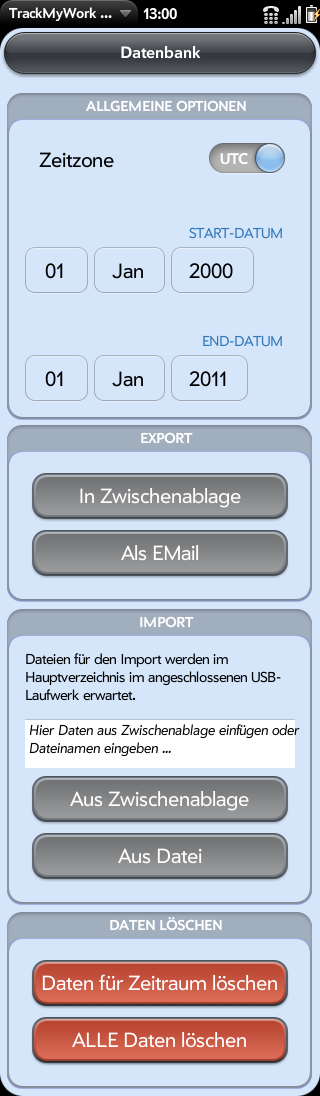 TrackMyWork ... 13:00
Datenbank
ALLGEMEINE OPTIONEN
Zeitzone UTC
START-DATUM
01 Jan 2000
END-DATUM
01 Jan 2011
EXPORT
In Zwischenablage
Als EMail
IMPORT
Dateien für den Import werden im
Hauptverzeichnis im angeschlossenen USB-
Laufwerk erwartet.
Hier Daten aus Zwischenablage einfügen oder
Dateinamen eingeben ...
Aus Zwischenablage
Aus Datei
DATEN LÖSCHEN
Daten für Zeitraum löschen
ALLE Daten löschen